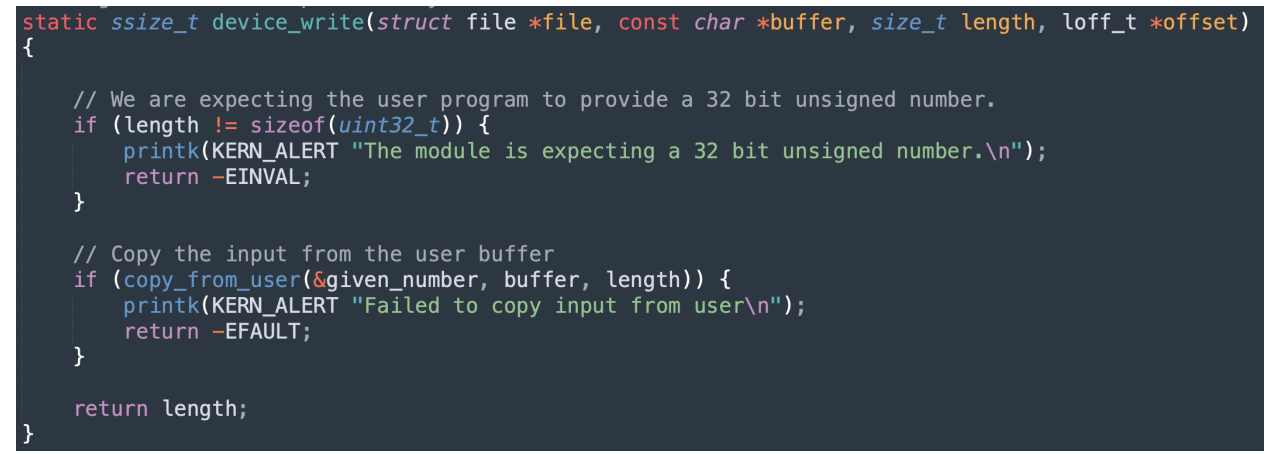 static ssize_t device_write(struct file *file, const char *buffer, size_t length, loff_t *offset)
{
// We are expecting the user program to provide a 32 bit unsigned number.
if (length != sizeof(uint32_t)) {
printk(KERN_ALERT "The module is expecting a 32 bit unsigned number.\n");
return -EINVAL;
}
// Copy the input from the user buffer
if (copy_from_user(&given_number, buffer, length)) {
printk(KERN_ALERT "Failed to copy input from user\n");
return -EFAULT;
}
return length;
}